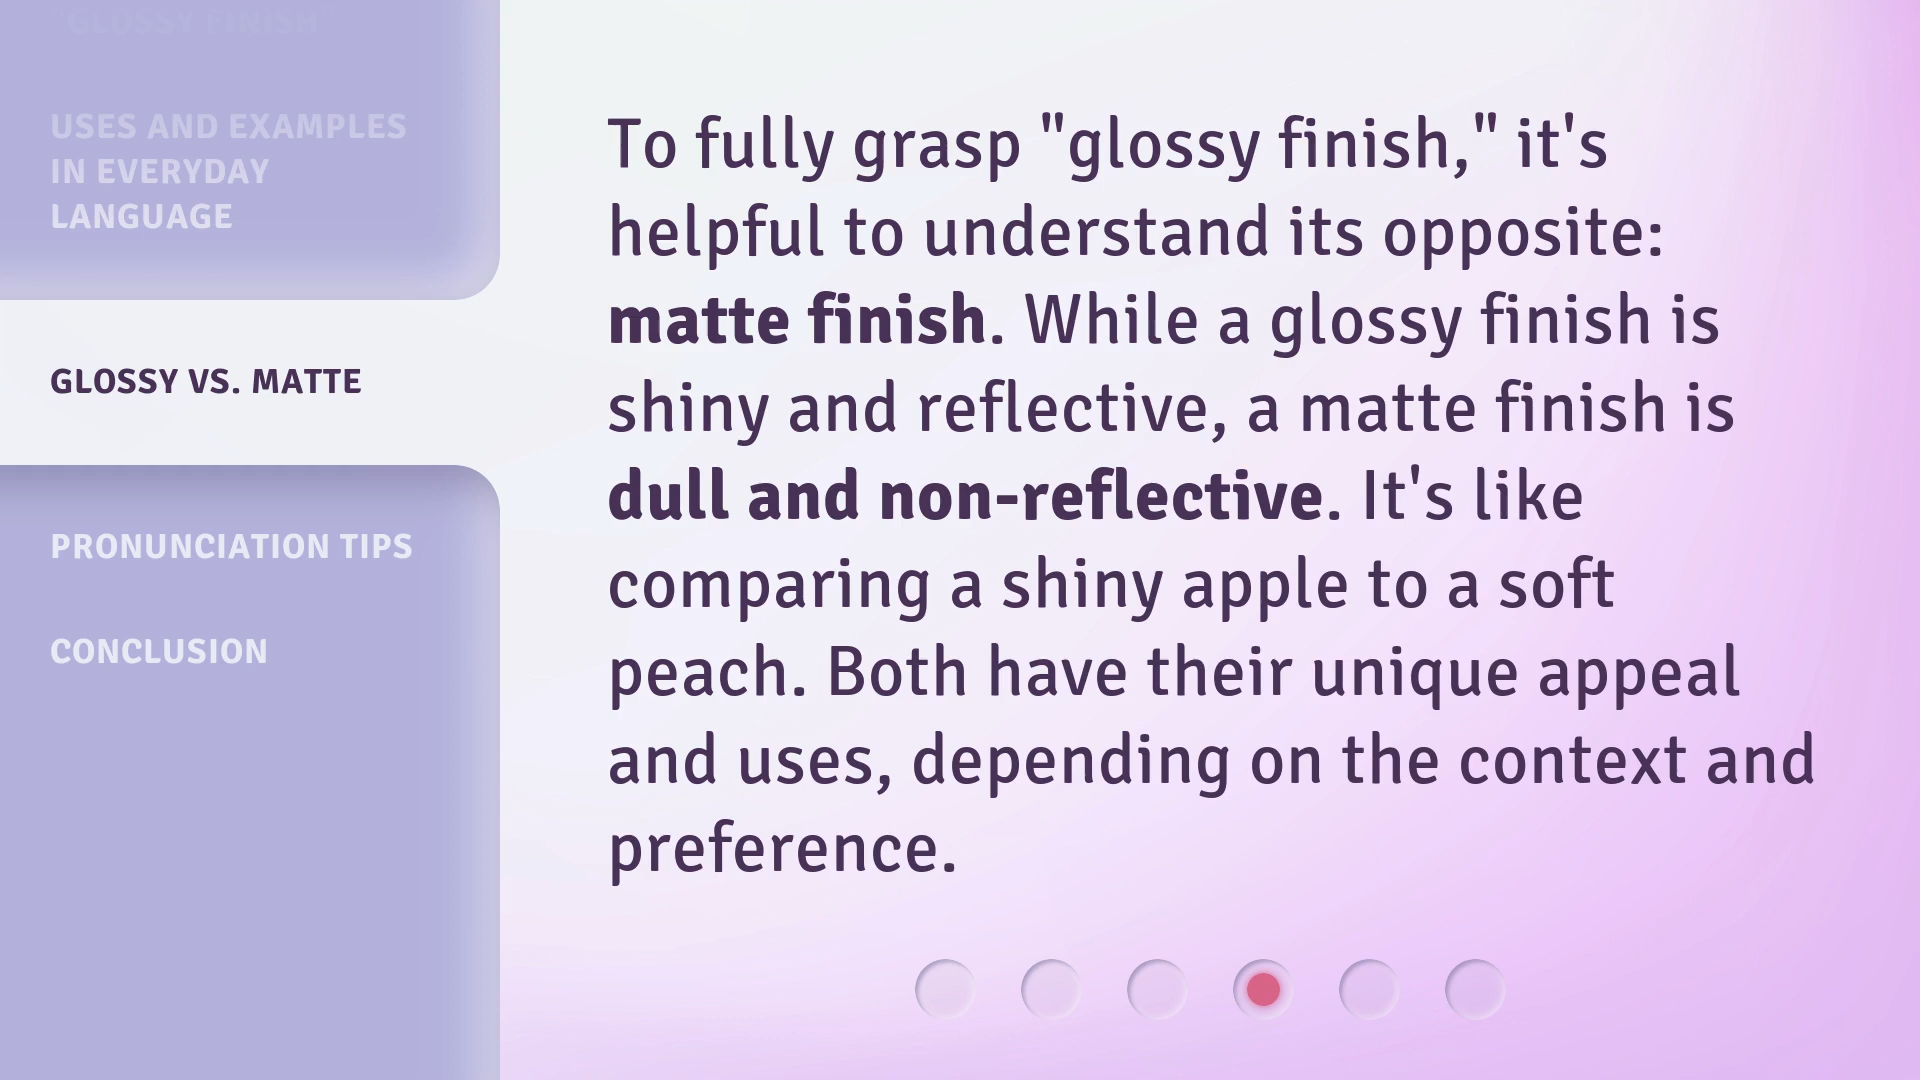 "GLOSSY FINISH"
USES AND EXAMPLES
IN EVERYDAY
LANGUAGE
GLOSSY VS. MATTE
PRONUNCIATION TIPS
CONCLUSION
To fully grasp "glossy finish," it's
helpful to understand its opposite:
matte finish. While a glossy finish is
shiny and reflective, a matte finish is
dull and non-reflective. It's like
comparing a shiny apple to a soft
peach. Both have their unique appeal
and uses, depending on the context and
preference.